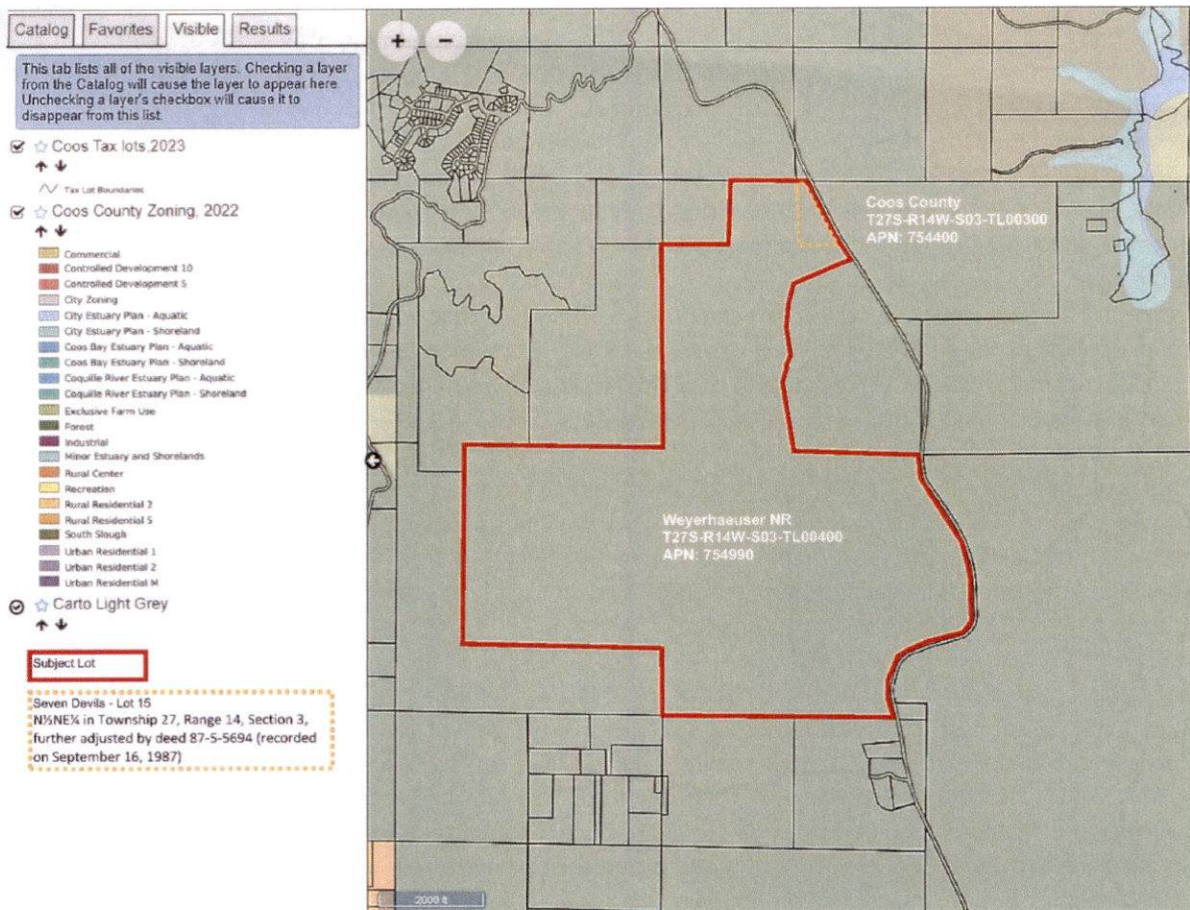 Catalog
Favorites
Visible
Results
This tab lists all of the visible layers. Checking a layer
from the Catalog will cause the layer to appear here.
Unchecking a layer's checkbox will cause it to
disappear from this list.
Coos Tax lots,2023
Tax Lot Boundaries
Coos County Zoning, 2022
Commercial
Controlled Development 10
Controlled Development 5
City Zoning
City Estuary Plan - Aquatic
City Estuary Plan - Shoreland
Coos Bay Estuary Plan - Aquatic
Coos Bay Estuary Plan - Shoreland
Coquille River Estuary Plan - Aquatic
Coquille River Estuary Plan - Shoreland
Exclusive Farm Use
Forest
Industrial
Minor Estuary and Shorelands
Rural Center
Recreation
Rural Residential 2
Rural Residential 5
South Slough
Urban Residential 1
Urban Residential 2
Urban Residential M
Carto Light Grey
Subject Lot
Seven Devils - Lot 15
N½NE¼ in Township 27, Range 14, Section 3,
further adjusted by deed 87-5-5694 (recorded
on September 16, 1987)
+ −
Coos County
T27S-R14W-S03-TL00300
APN: 754400
Weyerhaeuser NR
T27S-R14W-S03-TL00400
APN: 754990
2000 ft